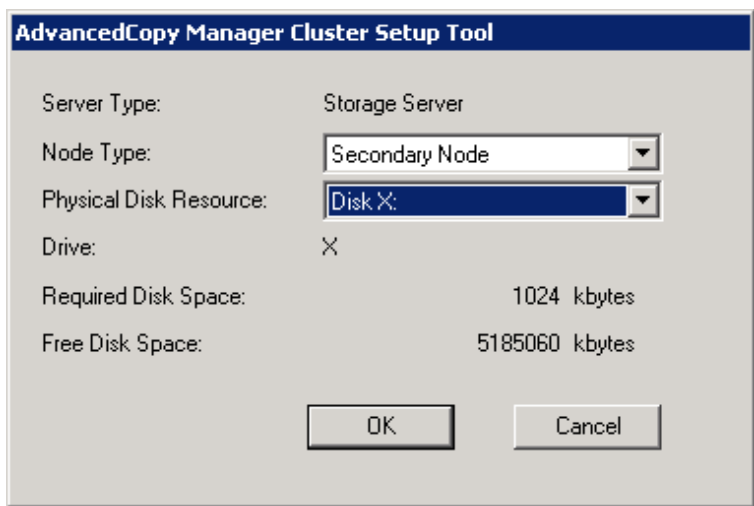 AdvancedCopy Manager Cluster Setup Tool
Server Type: Storage Server
Node Type: Secondary Node
Physical Disk Resource: Disk X:
Drive: X
Required Disk Space: 1024 kbytes
Free Disk Space: 5185060 kbytes
OK Cancel